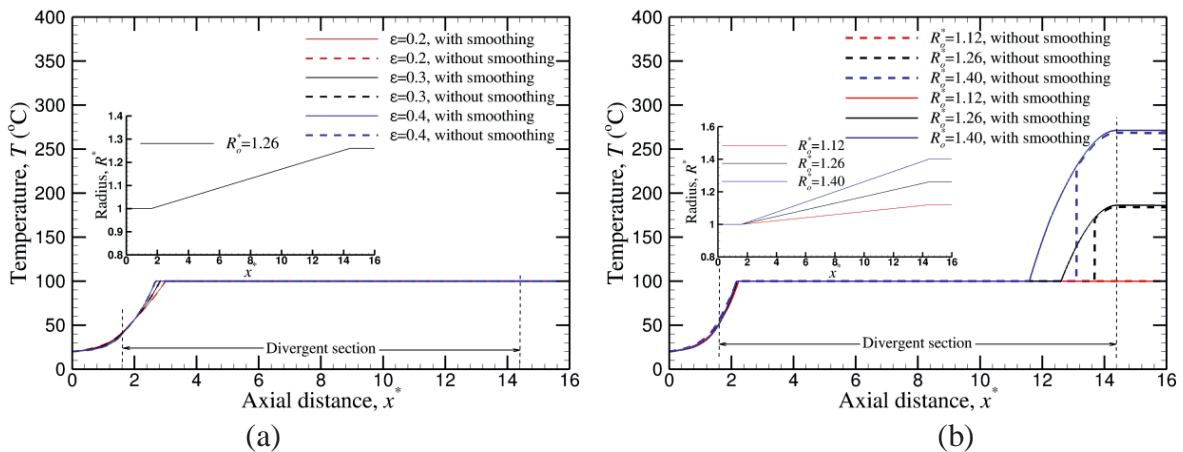 400
350
300
250
200
150
100
50
0
Temperature, T (°C)
ε=0.2, with smoothing
ε=0.2, without smoothing
ε=0.3, with smoothing
ε=0.3, without smoothing
ε=0.4, with smoothing
ε=0.4, without smoothing
1.4
1.3
1.2
1.1
1
0.9
0.8
Radius, R*
R*o=1.26
0 2 4 6 8 10 12 14 16
x*
Divergent section
0 2 4 6 8 10 12 14 16
Axial distance, x*
(a)
400
350
300
250
200
150
100
50
0
Temperature, T (°C)
R*o=1.12, without smoothing
R*o=1.26, without smoothing
R*o=1.40, without smoothing
R*o=1.12, with smoothing
R*o=1.26, with smoothing
R*o=1.40, with smoothing
1.6
1.4
1.2
1
0.8
Radius, R*
R*o=1.12
R*o=1.26
R*o=1.40
0 2 4 6 8 10 12 14 16
x*
Divergent section
0 2 4 6 8 10 12 14 16
Axial distance, x*
(b)